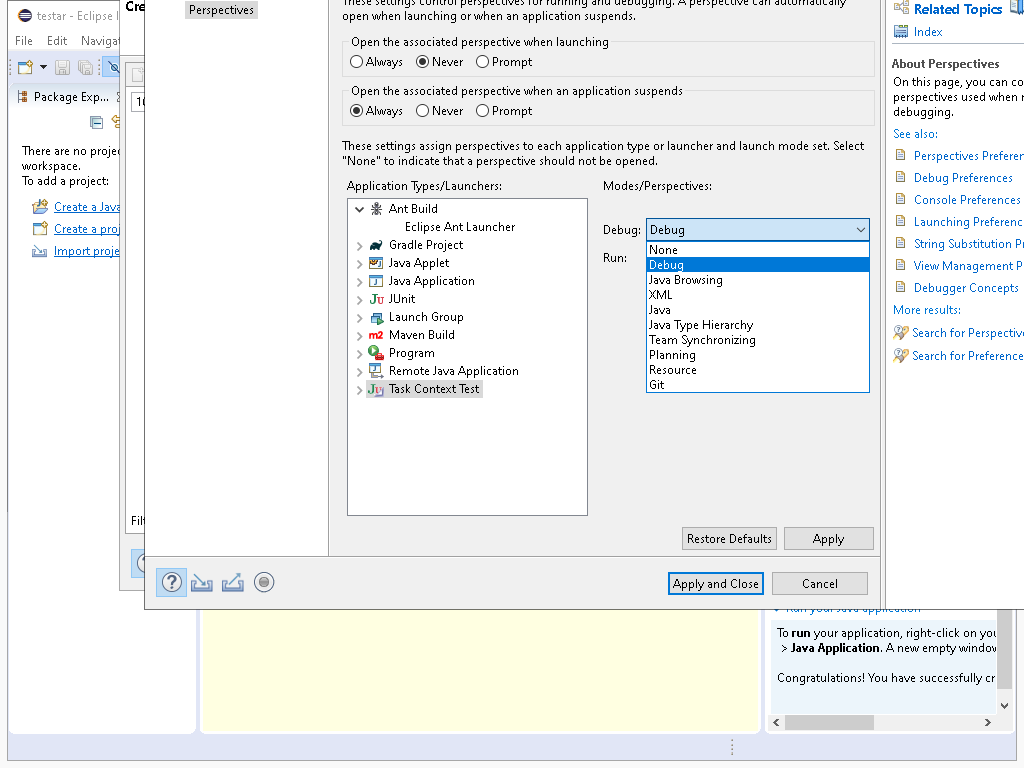 testar - Eclipse I
Cre
File Edit Navigat
Package Exp...
There are no proje
workspace.
To add a project:
Create a Java
Create a proj
Import proje
10
Filt
Perspectives
These settings control perspectives for running and debugging. A perspective can automatically
open when launching or when an application suspends.
Open the associated perspective when launching
Always Never Prompt
Open the associated perspective when an application suspends
Always Never Prompt
These settings assign perspectives to each application type or launcher and launch mode set. Select
"None" to indicate that a perspective should not be opened.
Application Types/Launchers:
Ant Build
Eclipse Ant Launcher
Gradle Project
Java Applet
Java Application
JUnit
Launch Group
Maven Build
Program
Remote Java Application
Task Context Test
Modes/Perspectives:
Debug: Debug
Run:
None
Debug
Java Browsing
XML
Java
Java Type Hierarchy
Team Synchronizing
Planning
Resource
Git
Restore Defaults Apply
Apply and Close Cancel
Related Topics
Index
About Perspectives
On this page, you can co
perspectives used when r
debugging.
See also:
Perspectives Preferen
Debug Preferences
Console Preferences
Launching Preferenc
String Substitution Pr
View Management P
Debugger Concepts
More results:
Search for Perspective
Search for Preference
Run your Java application
To run your application, right-click on you
> Java Application. A new empty window
Congratulations! You have successfully cr